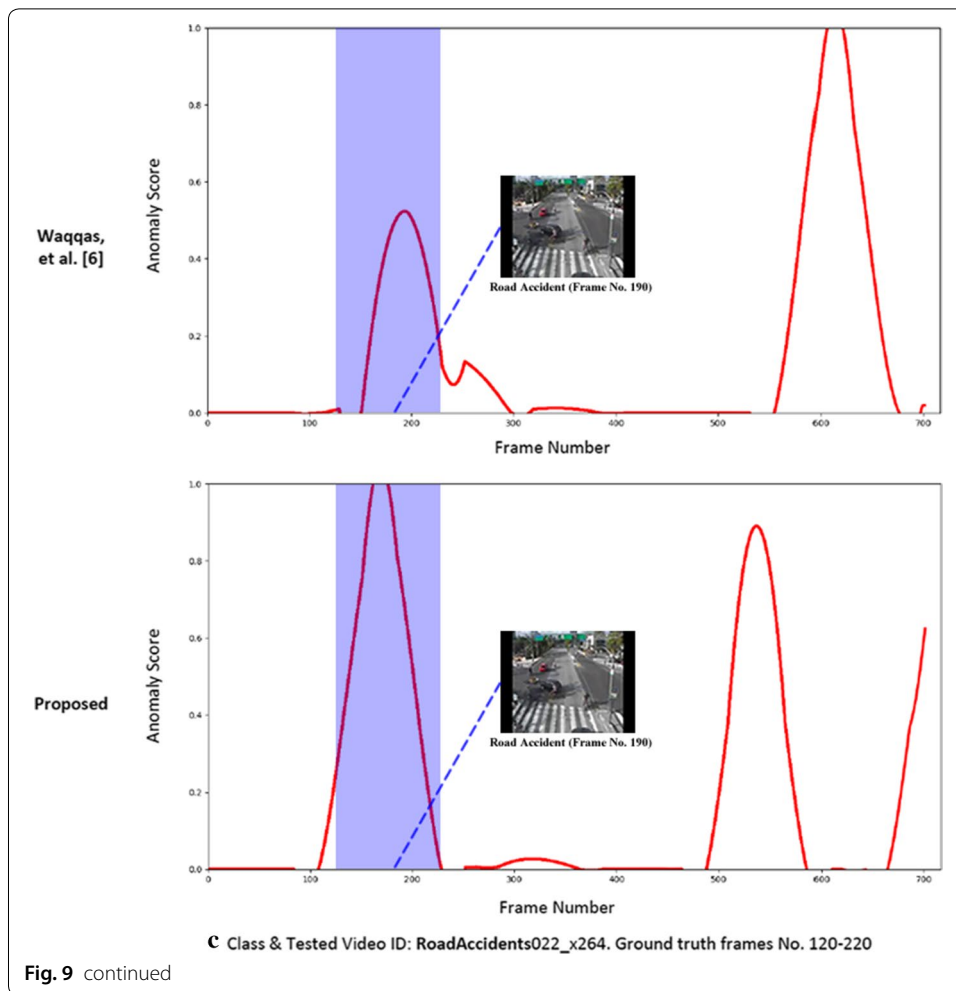 1.0
0.8
0.6
0.4
0.2
0.0
Anomaly Score
Waqqas,
et al. [6]
Road Accident (Frame No. 190)
0 100 200 300 400 500 600 700
Frame Number
1.0
0.8
0.6
0.4
0.2
0.0
Anomaly Score
Proposed
Road Accident (Frame No. 190)
0 100 200 300 400 500 600 700
Frame Number
c Class & Tested Video ID: RoadAccidents022_x264. Ground truth frames No. 120-220
Fig. 9 continued